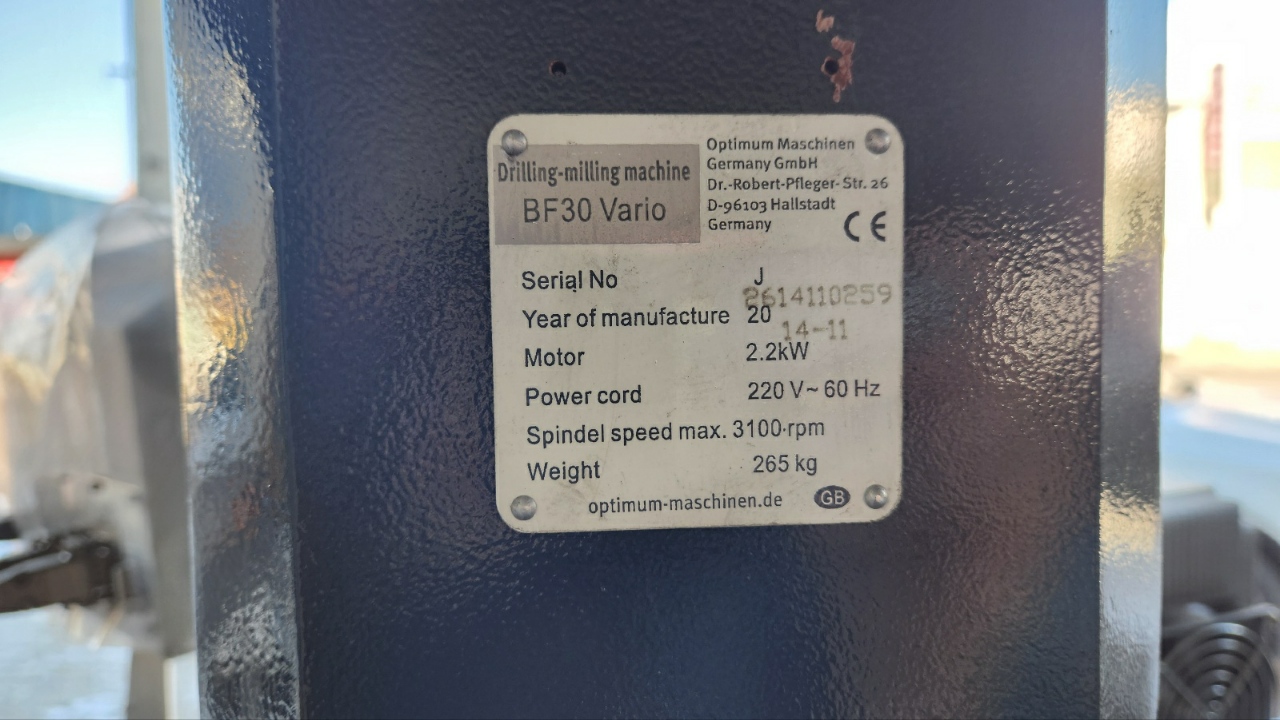 Drilling-milling machine
BF30 Vario
Optimum Maschinen
Germany GmbH
Dr.-Robert-Pfleger-Str. 26
D-96103 Hallstadt
Germany
CE
Serial No J 2614110259
Year of manufacture 20 14-11
Motor 2.2kW
Power cord 220 V~ 60 Hz
Spindel speed max. 3100 rpm
Weight 265 kg
optimum-maschinen.de GB